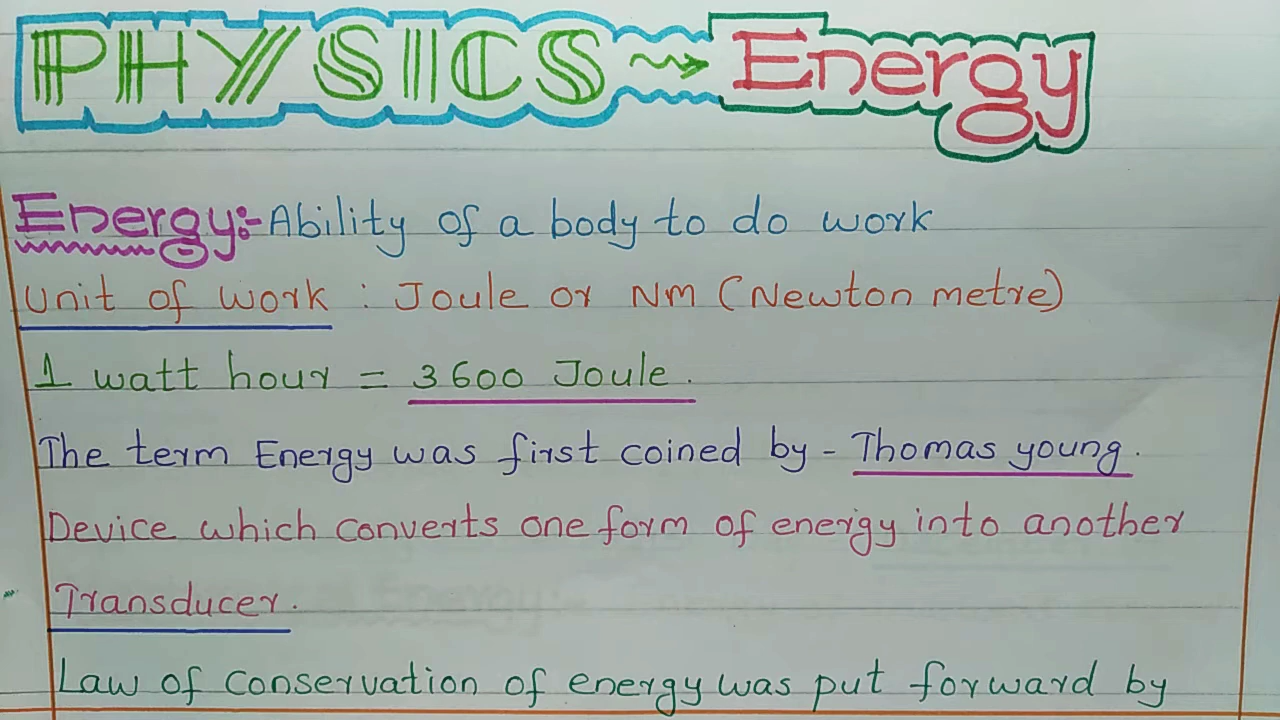 PHYSICS → Energy
Energy:- Ability of a body to do work
Unit of work : Joule or Nm (Newton metre)
1 watt hour = 3600 Joule.
The term Energy was first coined by - Thomas young.
Device which converts one form of energy into another
Transducer.
Law of conservation of energy was put forward by